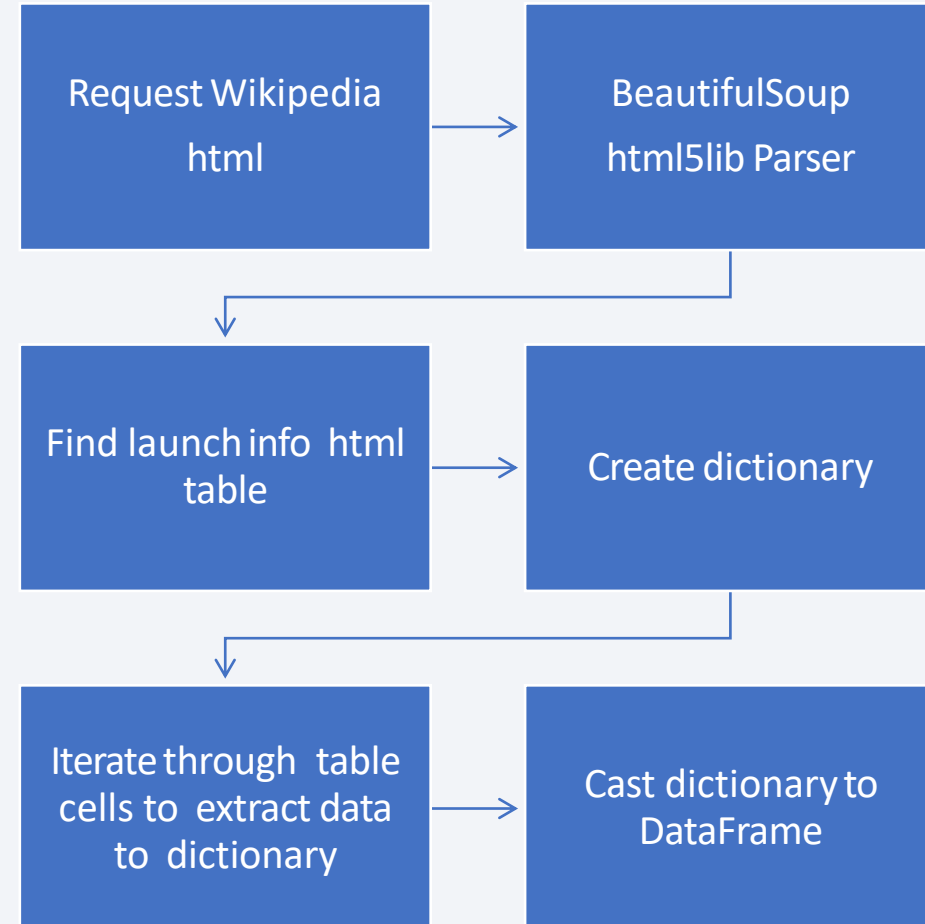 Request Wikipedia
html
BeautifulSoup
html5lib Parser
Find launch info html
table
Create dictionary
Iterate through table
cells to extract data
to dictionary
Cast dictionary to
DataFrame